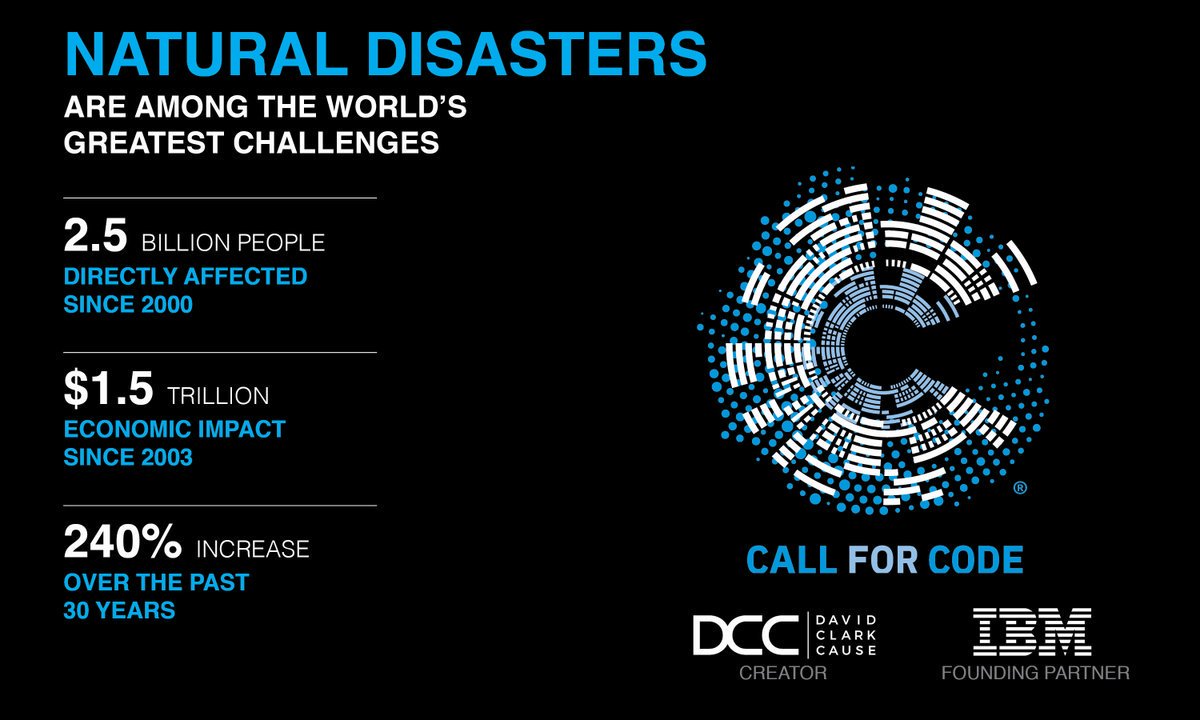 NATURAL DISASTERS
ARE AMONG THE WORLD'S
GREATEST CHALLENGES
2.5 BILLION PEOPLE
DIRECTLY AFFECTED
SINCE 2000
$1.5 TRILLION
ECONOMIC IMPACT
SINCE 2003
240% INCREASE
OVER THE PAST
30 YEARS
®
CALL FOR CODE
DCC
DAVID
CLARK
CAUSE
CREATOR
IBM
FOUNDING PARTNER